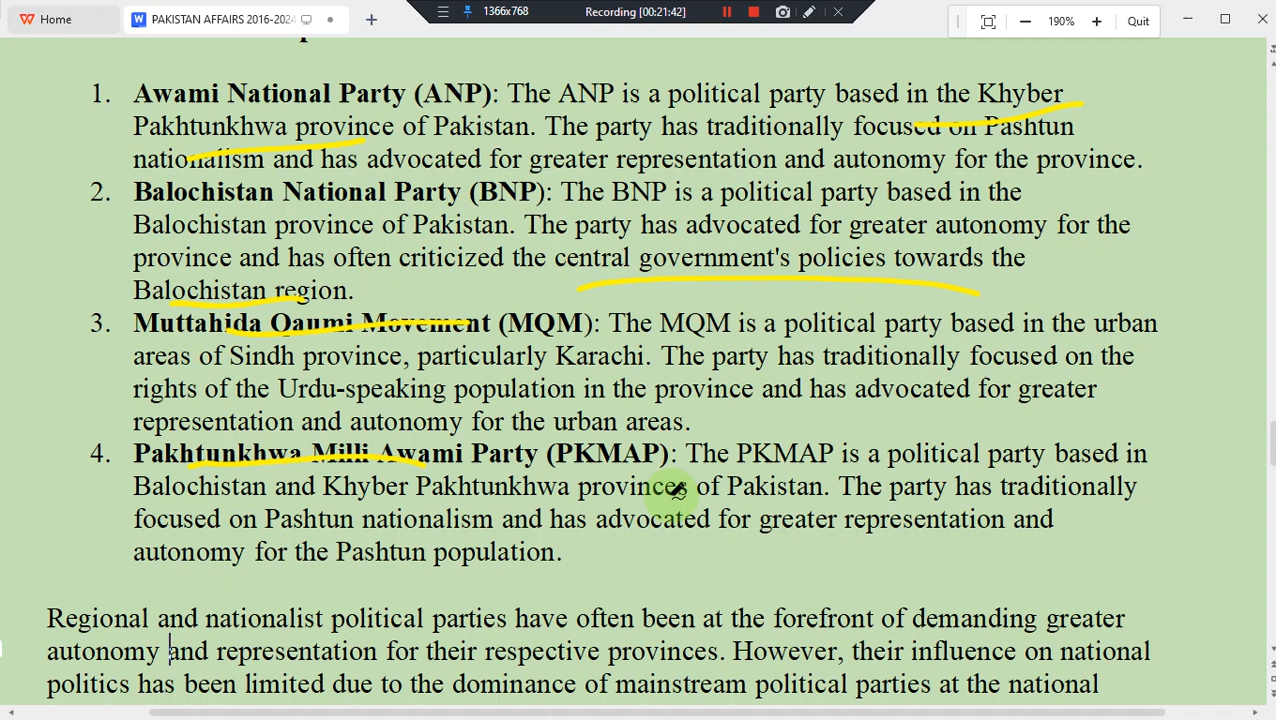 Home
PAKISTAN AFFAIRS 2016-2024
1366x768
Recording [00:21:42]
190%
Quit
1. Awami National Party (ANP): The ANP is a political party based in the Khyber
Pakhtunkhwa province of Pakistan. The party has traditionally focused on Pashtun
nationalism and has advocated for greater representation and autonomy for the province.
2. Balochistan National Party (BNP): The BNP is a political party based in the
Balochistan province of Pakistan. The party has advocated for greater autonomy for the
province and has often criticized the central government's policies towards the
Balochistan region.
3. Muttahida Qaumi Movement (MQM): The MQM is a political party based in the urban
areas of Sindh province, particularly Karachi. The party has traditionally focused on the
rights of the Urdu-speaking population in the province and has advocated for greater
representation and autonomy for the urban areas.
4. Pakhtunkhwa Milli Awami Party (PKMAP): The PKMAP is a political party based in
Balochistan and Khyber Pakhtunkhwa provinces of Pakistan. The party has traditionally
focused on Pashtun nationalism and has advocated for greater representation and
autonomy for the Pashtun population.
Regional and nationalist political parties have often been at the forefront of demanding greater
autonomy and representation for their respective provinces. However, their influence on national
politics has been limited due to the dominance of mainstream political parties at the national